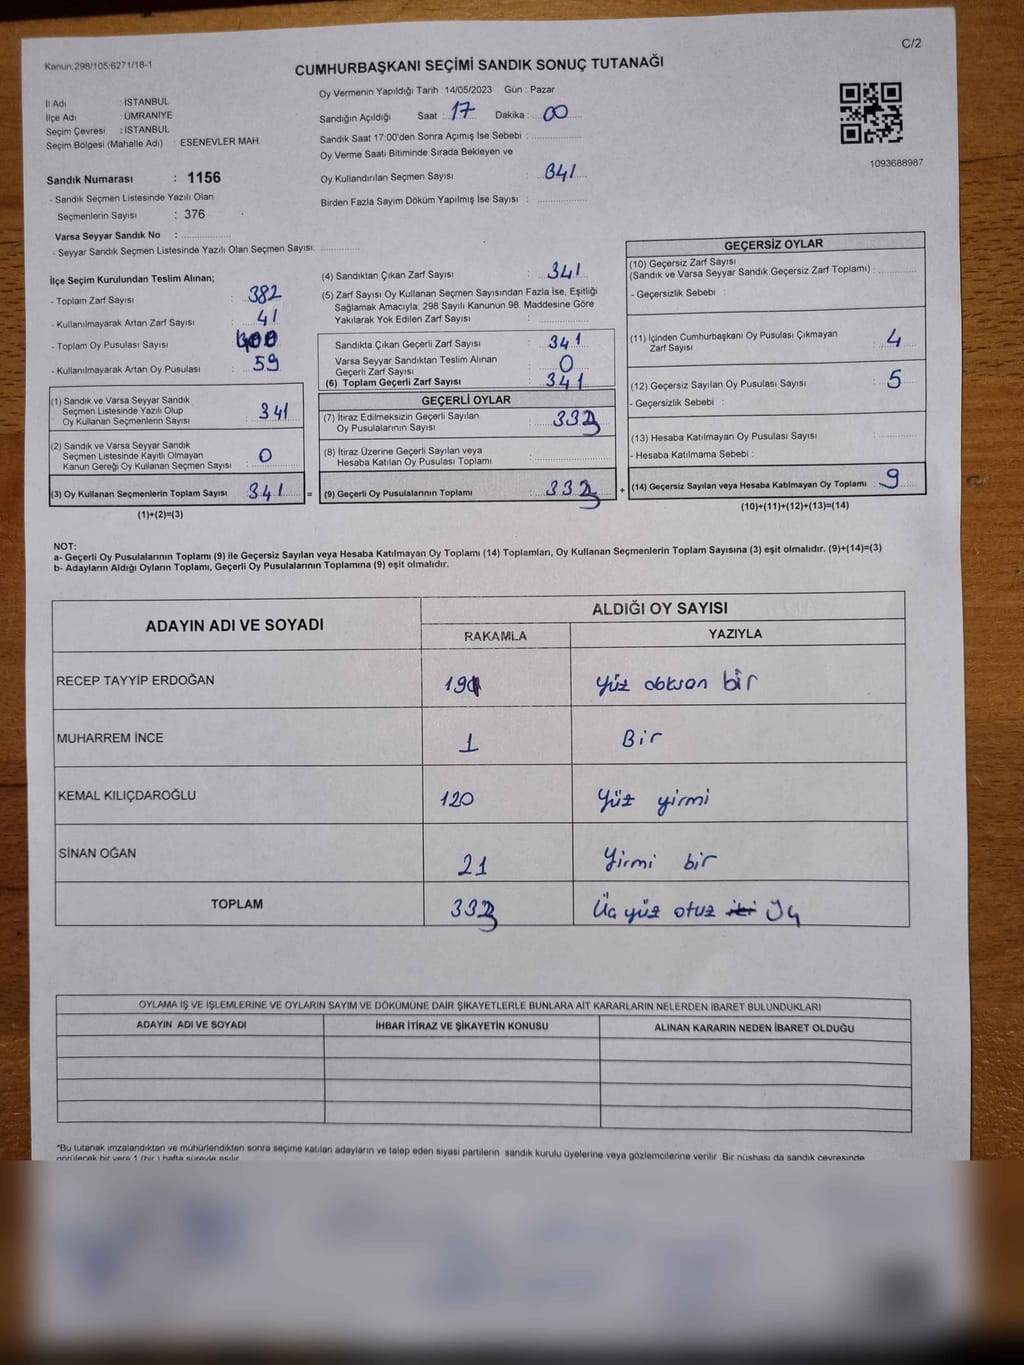 C/2
Kanun:298/105;6271/18-1
CUMHURBAŞKANI SEÇİMİ SANDIK SONUÇ TUTANAĞI
İl Adı : İSTANBUL
İlçe Adı : ÜMRANİYE
Seçim Çevresi : İSTANBUL
Seçim Bölgesi (Mahalle Adı) : ESENEVLER MAH.
Sandık Numarası : 1156
- Sandık Seçmen Listesinde Yazılı Olan
Seçmenlerin Sayısı : 376
Varsa Seyyar Sandık No :
- Seyyar Sandık Seçmen Listesinde Yazılı Olan Seçmen Sayısı:
Oy Vermenin Yapıldığı Tarih : 14/05/2023 Gün : Pazar
Sandığın Açıldığı Saat : 17 Dakika : 00
Sandık Saat 17:00'den Sonra Açımış İse Sebebi :
Oy Verme Saati Bitiminde Sırada Bekleyen ve
Oy Kullandırılan Seçmen Sayısı : 341
Birden Fazla Sayım Döküm Yapılmış İse Sayısı :
1093688987
İlçe Seçim Kurulundan Teslim Alınan;
- Toplam Zarf Sayısı : 382
- Kullanılmayarak Artan Zarf Sayısı : 41
- Toplam Oy Pusulası Sayısı : 400
- Kullanılmayarak Artan Oy Pusulası : 59
(1) Sandık ve Varsa Seyyar Sandık
Seçmen Listesinde Yazılı Olup
Oy Kullanan Seçmenlerin Sayısı : 341
(2) Sandık ve Varsa Seyyar Sandık
Seçmen Listesinde Kayıtlı Olmayan
Kanun Gereği Oy Kullanan Seçmen Sayısı : 0
(3) Oy Kullanan Seçmenlerin Toplam Sayısı : 341 =
(1)+(2)=(3)
(4) Sandıktan Çıkan Zarf Sayısı : 341
(5) Zarf Sayısı Oy Kullanan Seçmen Sayısından Fazla İse, Eşitliği
Sağlamak Amacıyla; 298 Sayılı Kanunun 98. Maddesine Göre
Yakılarak Yok Edilen Zarf Sayısı :
Sandıkta Çıkan Geçerli Zarf Sayısı : 341
Varsa Seyyar Sandıktan Teslim Alınan
Geçerli Zarf Sayısı : 0
(6) Toplam Geçerli Zarf Sayısı : 341
GEÇERLİ OYLAR
(7) İtiraz Edilmeksizin Geçerli Sayılan
Oy Pusulalarının Sayısı : 333
(8) İtiraz Üzerine Geçerli Sayılan veya
Hesaba Katılan Oy Pusulası Toplamı :
(9) Geçerli Oy Pusulalarının Toplamı : 333 +
GEÇERSİZ OYLAR
(10) Geçersiz Zarf Sayısı
(Sandık ve Varsa Seyyar Sandık Geçersiz Zarf Toplamı) :
- Geçersizlik Sebebi :
(11) İçinden Cumhurbaşkanı Oy Pusulası Çıkmayan
Zarf Sayısı : 4
(12) Geçersiz Sayılan Oy Pusulası Sayısı : 5
- Geçersizlik Sebebi :
(13) Hesaba Katılmayan Oy Pusulası Sayısı :
- Hesaba Katılmama Sebebi :
(14) Geçersiz Sayılan veya Hesaba Katılmayan Oy Toplamı : 9
(10)+(11)+(12)+(13)=(14)
NOT:
a- Geçerli Oy Pusulalarının Toplamı (9) ile Geçersiz Sayılan veya Hesaba Katılmayan Oy Toplamı (14) Toplamları, Oy Kullanan Seçmenlerin Toplam Sayısına (3) eşit olmalıdır. (9)+(14)=(3)
b- Adayların Aldığı Oyların Toplamı, Geçerli Oy Pusulalarının Toplamına (9) eşit olmalıdır.
ADAYIN ADI VE SOYADI ALDIĞI OY SAYISI
RAKAMLA YAZIYLA
RECEP TAYYİP ERDOĞAN 191 Yüz doksan bir
MUHARREM İNCE 1 Bir
KEMAL KILIÇDAROĞLU 120 Yüz yirmi
SİNAN OĞAN 21 Yirmi bir
TOPLAM 333 Üç yüz otuz iki Üç
OYLAMA İŞ VE İŞLEMLERİNE VE OYLARIN SAYIM VE DÖKÜMÜNE DAİR ŞİKAYETLERLE BUNLARA AİT KARARLARIN NELERDEN İBARET BULUNDUKLARI
ADAYIN ADI VE SOYADI İHBAR İTİRAZ VE ŞİKAYETİN KONUSU ALINAN KARARIN NEDEN İBARET OLDUĞU
*Bu tutanak imzalandıktan ve mühürlendikten sonra seçime katılan adayların ve talep eden siyasi partilerin sandık kurulu üyelerine veya gözlemcilerine verilir. Bir nüshası da sandık çevresinde
görülecek bir yere 1 (bir) hafta süreyle asılır.